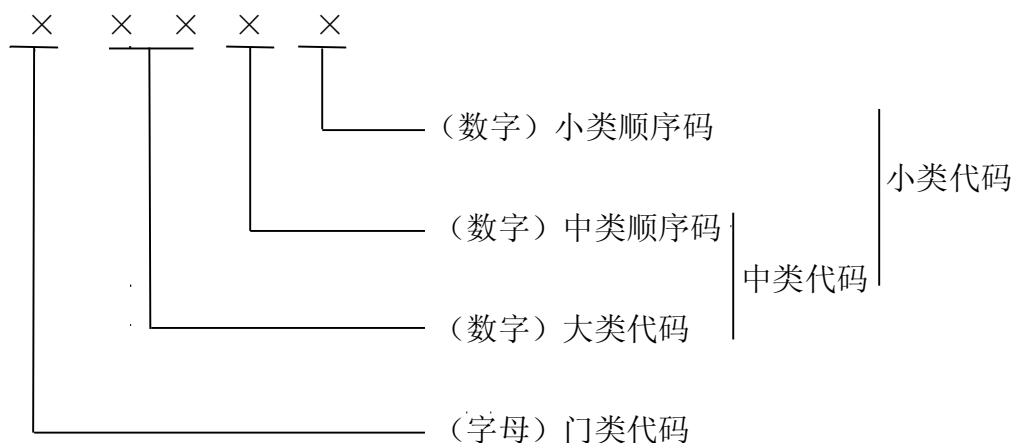 × × × × ×
（数字）小类顺序码
小类代码
（数字）中类顺序码
中类代码
（数字）大类代码
（字母）门类代码